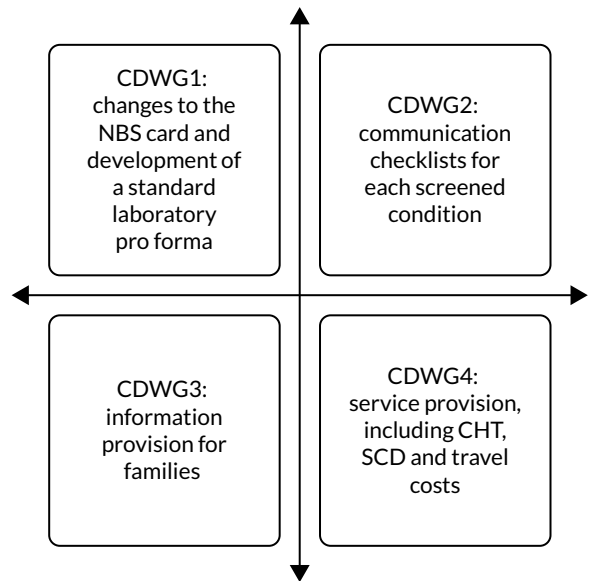 CDWG1:
changes to the
NBS card and
development of
a standard
laboratory
pro forma
CDWG2:
communication
checklists for
each screened
condition
CDWG3:
information
provision for
families
CDWG4:
service provision,
including CHT,
SCD and travel
costs